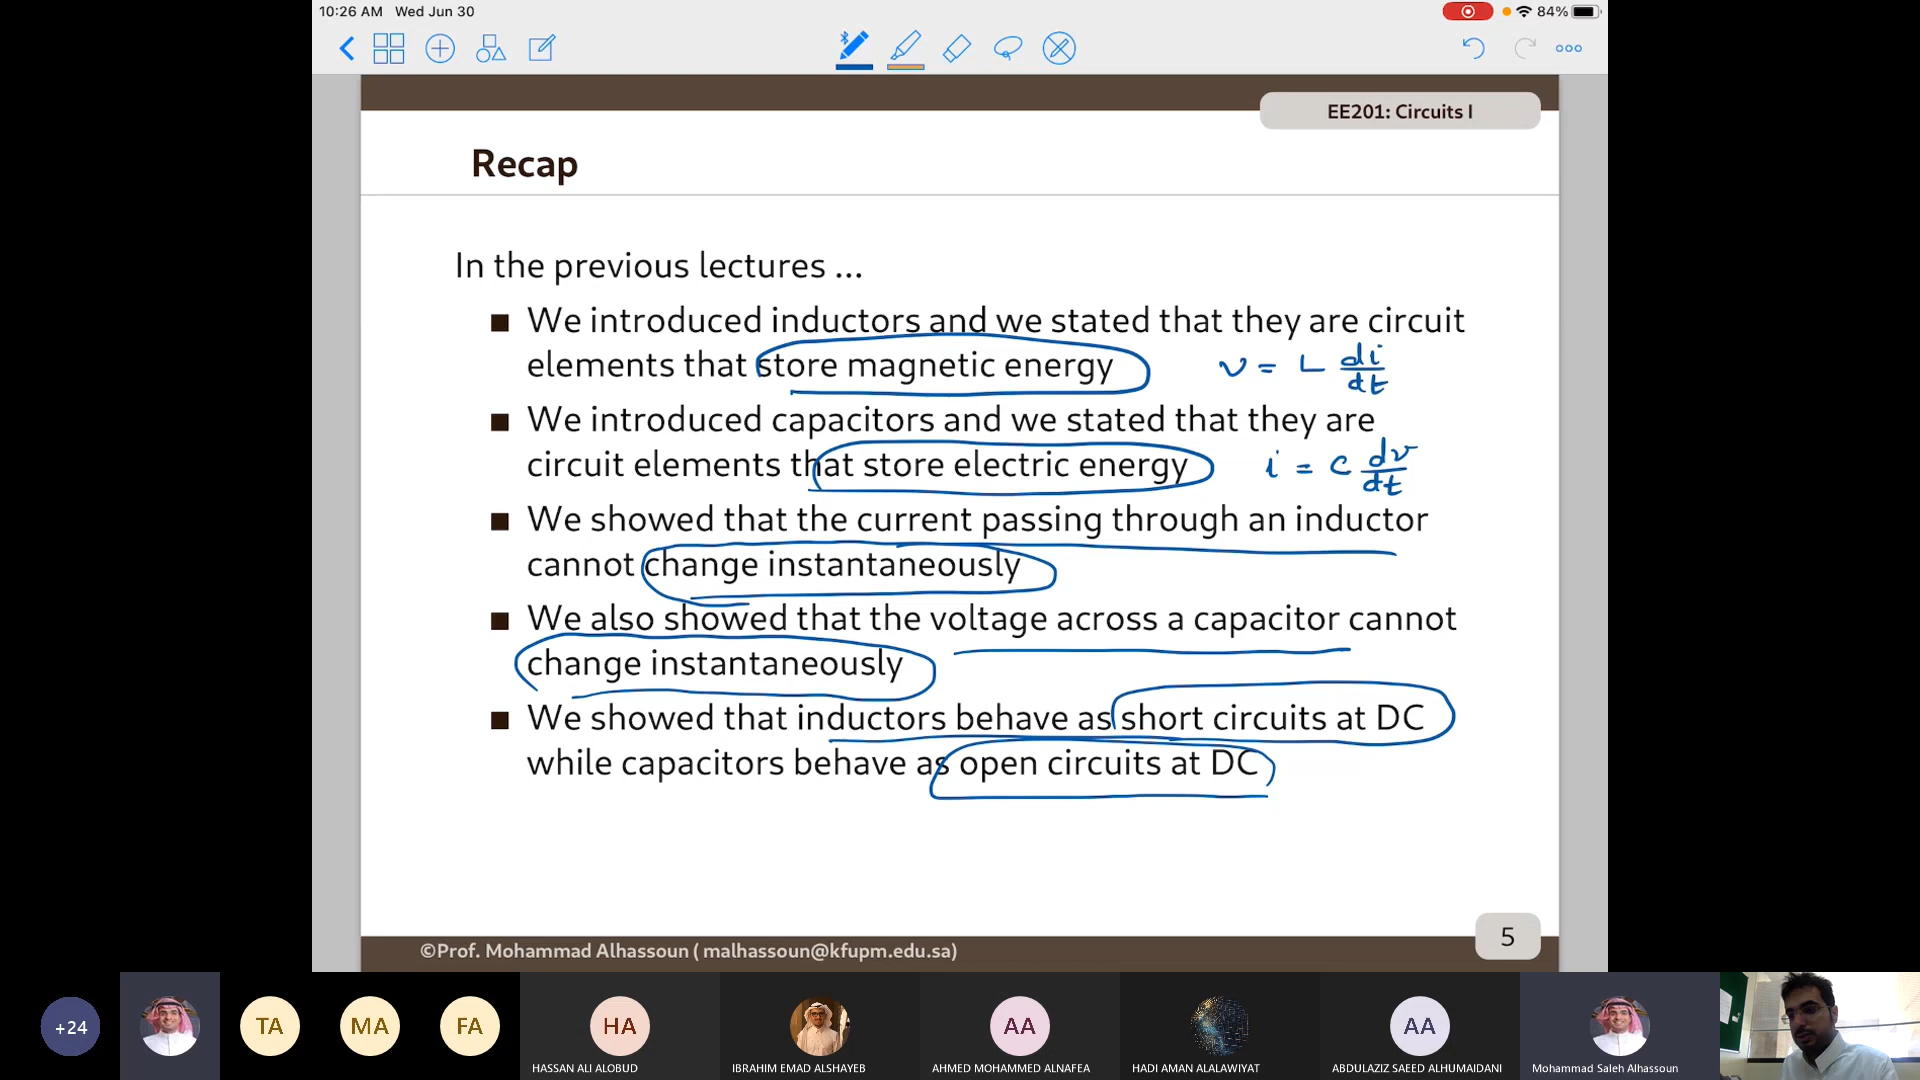 10:26 AM Wed Jun 30
84%
EE201: Circuits I
Recap
In the previous lectures ...
■ We introduced inductors and we stated that they are circuit
elements that store magnetic energy v = L di/dt
■ We introduced capacitors and we stated that they are
circuit elements that store electric energy i = C dv/dt
■ We showed that the current passing through an inductor
cannot change instantaneously
■ We also showed that the voltage across a capacitor cannot
change instantaneously
■ We showed that inductors behave as short circuits at DC
while capacitors behave as open circuits at DC
5
©Prof. Mohammad Alhassoun ( malhassoun@kfupm.edu.sa)
+24 TA MA FA HA AA AA
HASSAN ALI ALOBUD IBRAHIM EMAD ALSHAYEB AHMED MOHAMMED ALNAFEA HADI AMAN ALALAWIYAT ABDULAZIZ SAEED ALHUMAIDANI Mohammad Saleh Alhassoun